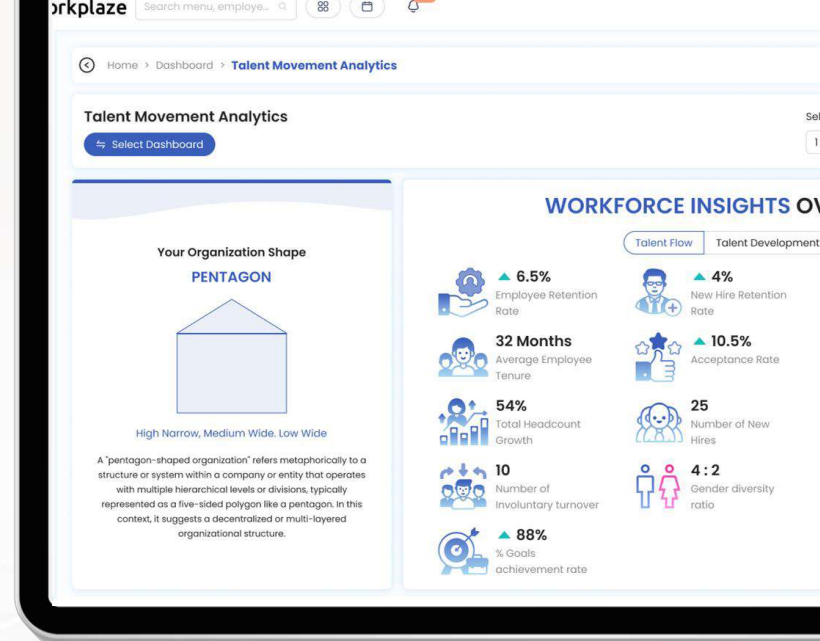 orkplaze
Search menu, employe...
Home > Dashboard > Talent Movement Analytics
Talent Movement Analytics
Select Dashboard
1
Your Organization Shape
PENTAGON
High Narrow, Medium Wide. Low Wide
A "pentagon-shaped organization" refers metaphorically to a
structure or system within a company or entity that operates
with multiple hierarchical levels or divisions, typically
represented as a five-sided polygon like a pentagon. In this
context, it suggests a decentralized or multi-layered
organizational structure.
WORKFORCE INSIGHTS OV
Talent Flow
Talent Development
6.5%
Employee Retention
Rate
4%
New Hire Retention
Rate
32 Months
Average Employee
Tenure
10.5%
Acceptance Rate
54%
Total Headcount
Growth
25
Number of New
Hires
10
Number of
Involuntary turnover
4 : 2
Gender diversity
ratio
88%
% Goals
achievement rate